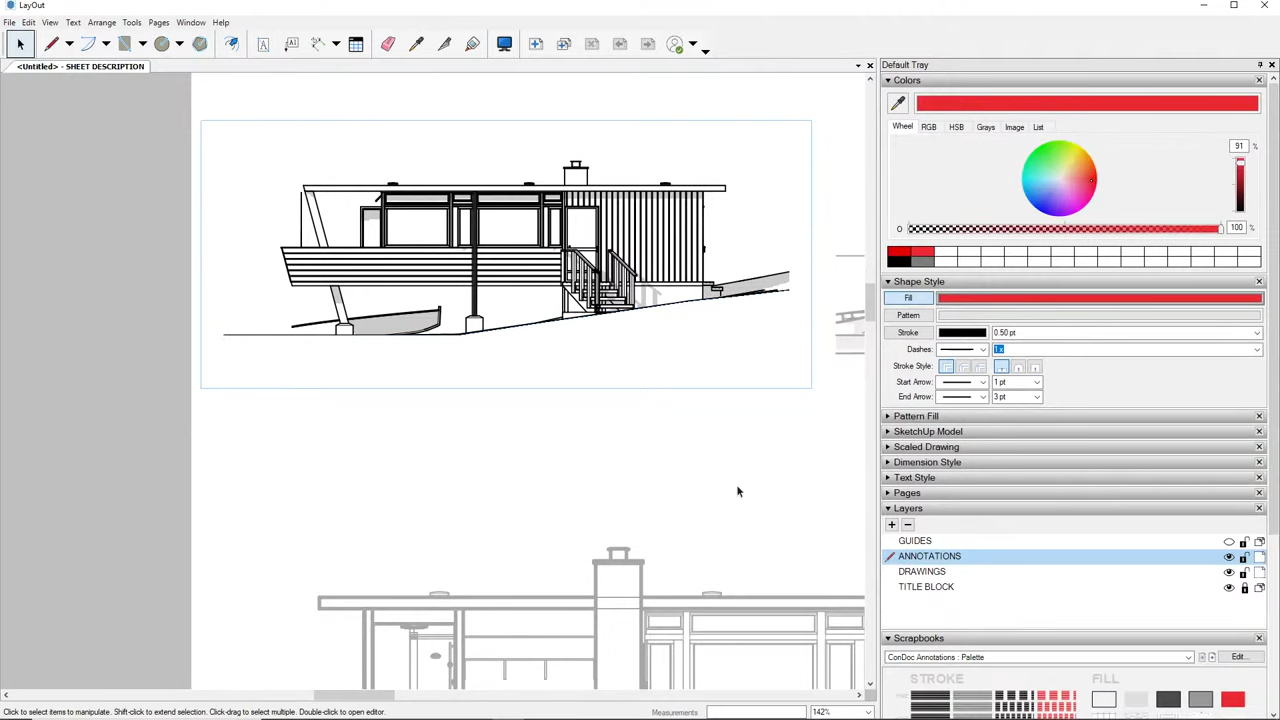 LayOut
File Edit View Text Arrange Tools Pages Window Help
<Untitled> - SHEET DESCRIPTION
Default Tray
Colors
Wheel RGB HSB Grays Image List
91 %
O 100 %
Shape Style
Fill
Pattern
Stroke 0.50 pt
Dashes: 1 x
Stroke Style:
Start Arrow: 1 pt
End Arrow: 3 pt
Pattern Fill
SketchUp Model
Scaled Drawing
Dimension Style
Text Style
Pages
Layers
GUIDES
ANNOTATIONS
DRAWINGS
TITLE BLOCK
Scrapbooks
ConDoc Annotations : Palette Edit...
STROKE FILL
Click to select items to manipulate. Shift-click to extend selection. Click-drag to select multiple. Double-click to open editor. Measurements 142%